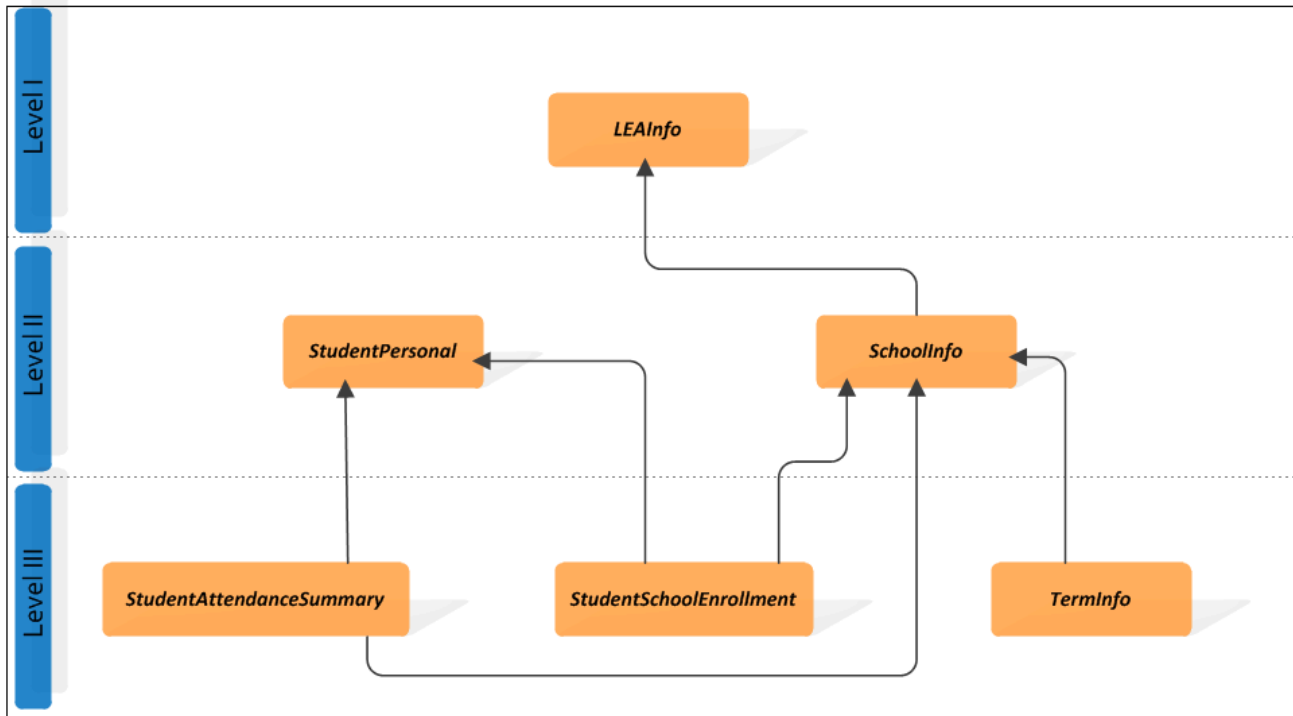 Level I
LEAInfo
Level II
StudentPersonal
SchoolInfo
Level III
StudentAttendanceSummary
StudentSchoolEnrollment
TermInfo